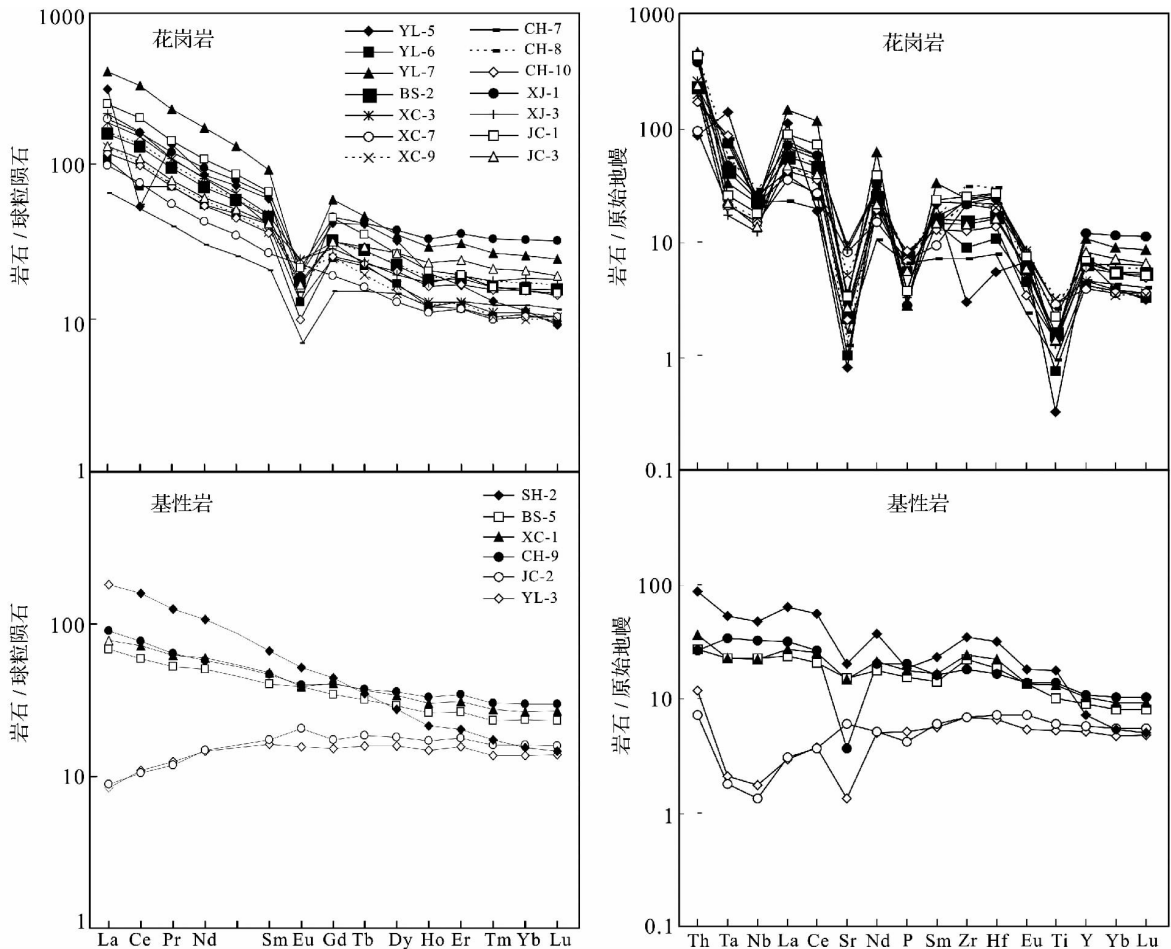 1000
100
10
1
岩石 / 球粒陨石
花岗岩
YL-5
YL-6
YL-7
BS-2
XC-3
XC-7
XC-9
CH-7
CH-8
CH-10
XJ-1
XJ-3
JC-1
JC-3
1000
100
10
1
0.1
岩石 / 原始地幔
花岗岩
100
10
1
岩石 / 球粒陨石
基性岩
SH-2
BS-5
XC-1
CH-9
JC-2
YL-3
La Ce Pr Nd Sm Eu Gd Tb Dy Ho Er Tm Yb Lu
100
10
1
0.1
岩石 / 原始地幔
基性岩
Th Ta Nb La Ce Sr Nd P Sm Zr Hf Eu Ti Y Yb Lu